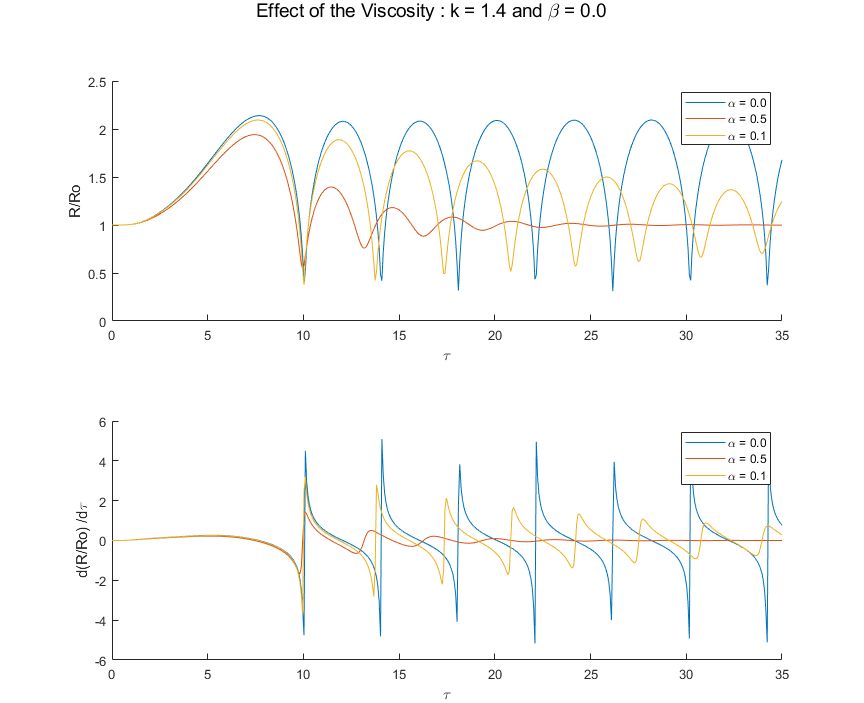 Effect of the Viscosity : k = 1.4 and β = 0.0
R/Ro
2.5
2
1.5
1
0.5
0
α = 0.0
α = 0.5
α = 0.1
0 5 10 15 20 25 30 35
τ
d(R/Ro) /dτ
6
4
2
0
-2
-4
-6
α = 0.0
α = 0.5
α = 0.1
0 5 10 15 20 25 30 35
τ